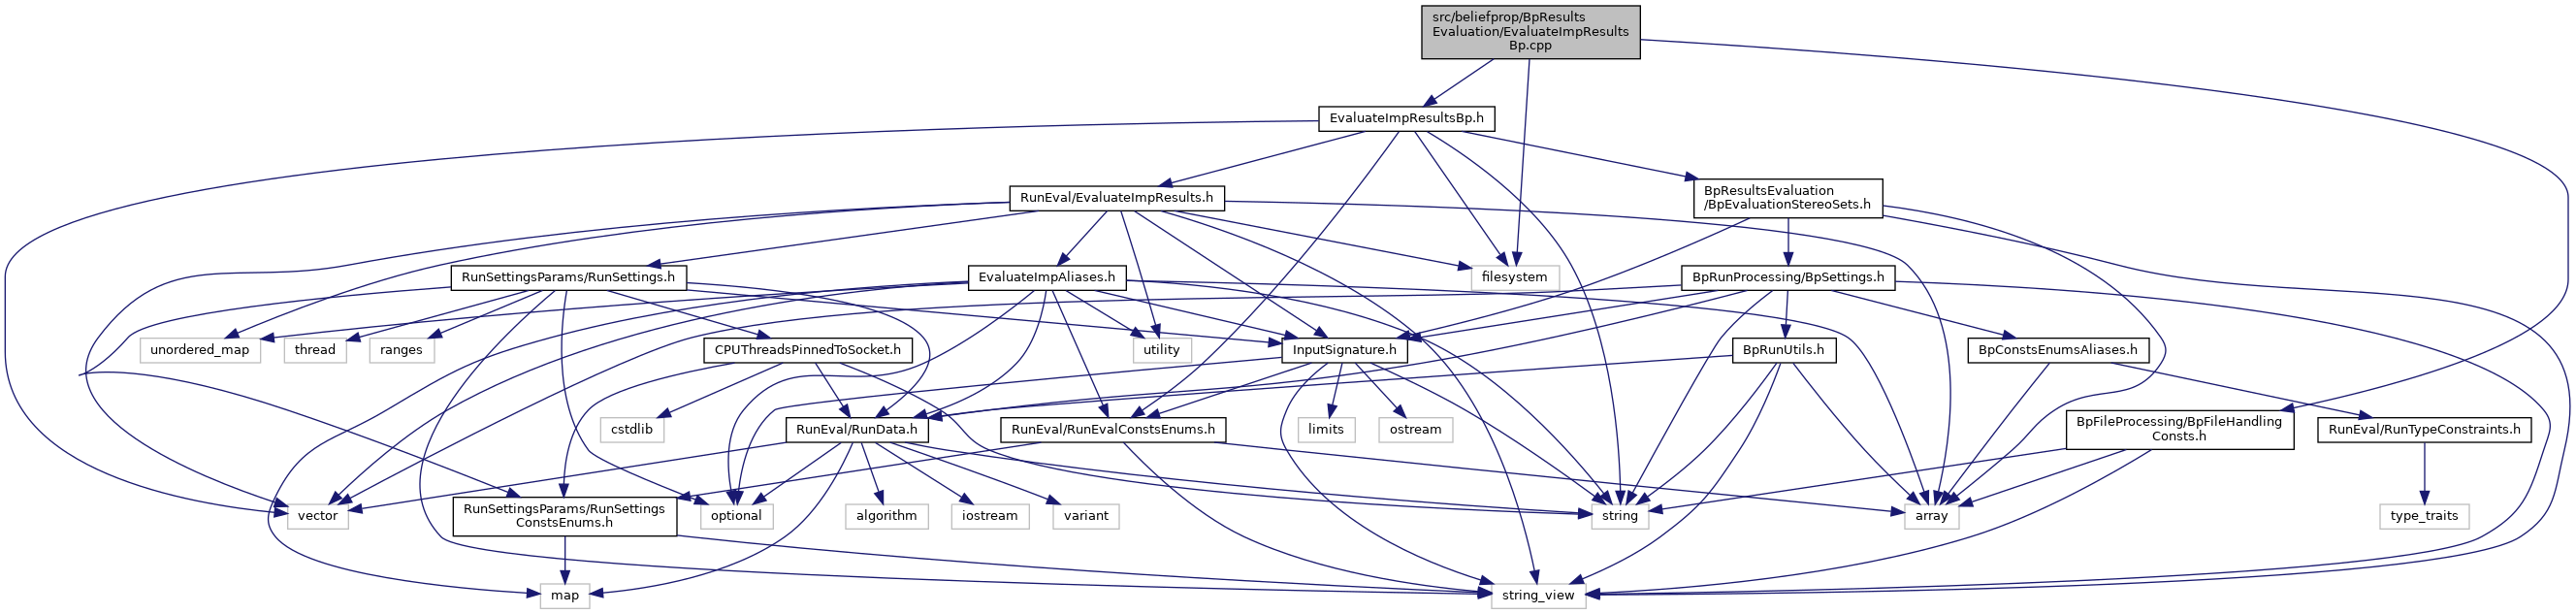 src/beliefprop/BpResults
Evaluation/EvaluateImpResults
Bp.cpp
EvaluateImpResultsBp.h
RunEval/EvaluateImpResults.h
BpResultsEvaluation
/BpEvaluationStereoSets.h
RunSettingsParams/RunSettings.h
EvaluateImpAliases.h
filesystem
BpRunProcessing/BpSettings.h
unordered_map
thread
ranges
CPUThreadsPinnedToSocket.h
utility
InputSignature.h
BpRunUtils.h
BpConstsEnumsAliases.h
cstdlib
RunEval/RunData.h
RunEval/RunEvalConstsEnums.h
limits
ostream
BpFileProcessing/BpFileHandling
Consts.h
RunEval/RunTypeConstraints.h
vector
RunSettingsParams/RunSettings
ConstsEnums.h
optional
algorithm
iostream
variant
string
array
type_traits
map
string_view